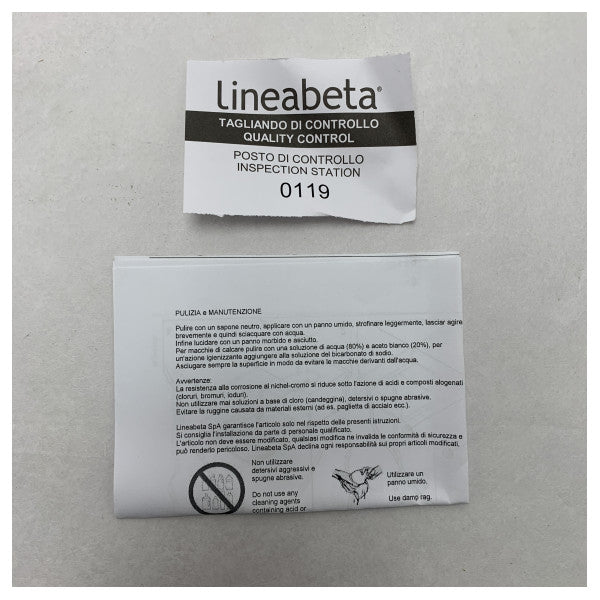 lineabeta®
TAGLIANDO DI CONTROLLO
QUALITY CONTROL
POSTO DI CONTROLLO
INSPECTION STATION
0119
PULIZIA e MANUTENZIONE
Pulire con un sapone neutro, applicare con un panno umido, strofinare leggermente, lasciar agire
brevemente e quindi sciacquare con acqua.
Infine lucidare con un panno morbido e asciutto.
Per macchie di calcare pulire con una soluzione di acqua (80%) e aceto bianco (20%), per
un'azione igienizzante aggiungere alla soluzione del bicarbonato di sodio.
Asciugare sempre la superficie in modo da evitare le macchie derivanti dall'acqua.
Avvertenze:
La resistenza alla corrosione al nichel-cromo si riduce sotto l'azione di acidi e composti alogenati
(cloruri, bromuri, ioduri).
Non utilizzare mai soluzioni a base di cloro (candeggina), detersivi o spugne abrasive.
Evitare la ruggine causata da materiali esterni (ad es. paglietta di acciaio ecc.).
Lineabeta SpA garantisce l'articolo solo nel rispetto delle presenti istruzioni.
Si consiglia l'installazione da parte di personale qualificato.
L'articolo non deve essere modificato, qualsiasi modifica ne invalida le conformità di sicurezza e
può renderlo pericoloso. Lineabeta SpA declina ogni responsabilità sui propri articoli modificati.
Non utilizzare
detersivi aggressivi e
spugne abrasive.
Do not use any
cleaning agents
containing acid or
Utilizzare un
panno umido.
Use damp rag.